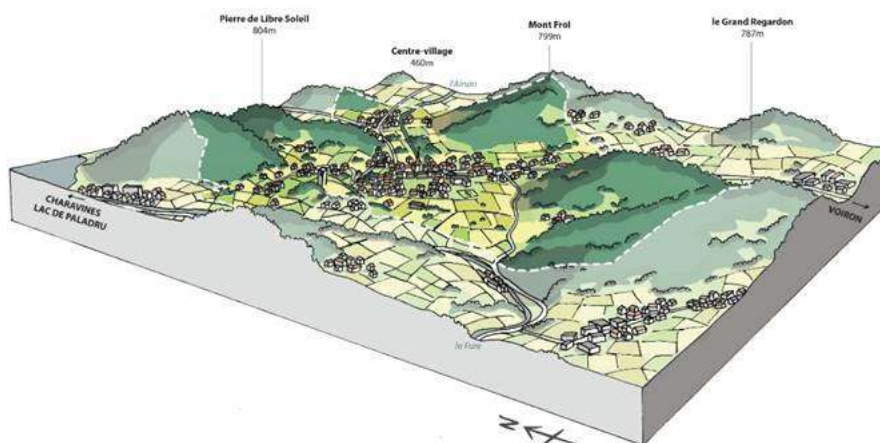 Pierre de Libre Soleil
804m
Centre-village
460m
Mont Frol
799m
le Grand Regardon
787m
l'Ainan
CHARAVINES
LAC DE PALADRU
VOIRON
la Fure
N